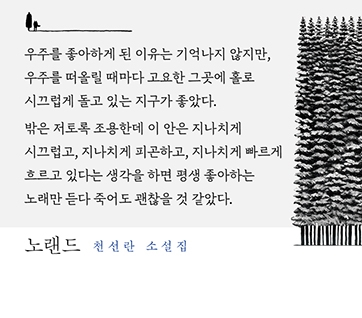 우주를 좋아하게 된 이유는 기억나지 않지만,
우주를 떠올릴 때마다 고요한 그곳에 홀로
시끄럽게 돌고 있는 지구가 좋았다.
밖은 저토록 조용한데 이 안은 지나치게
시끄럽고, 지나치게 피곤하고, 지나치게 빠르게
흐르고 있다는 생각을 하면 평생 좋아하는
노래만 듣다 죽어도 괜찮을 것 같았다.
노랜드 천선란 소설집